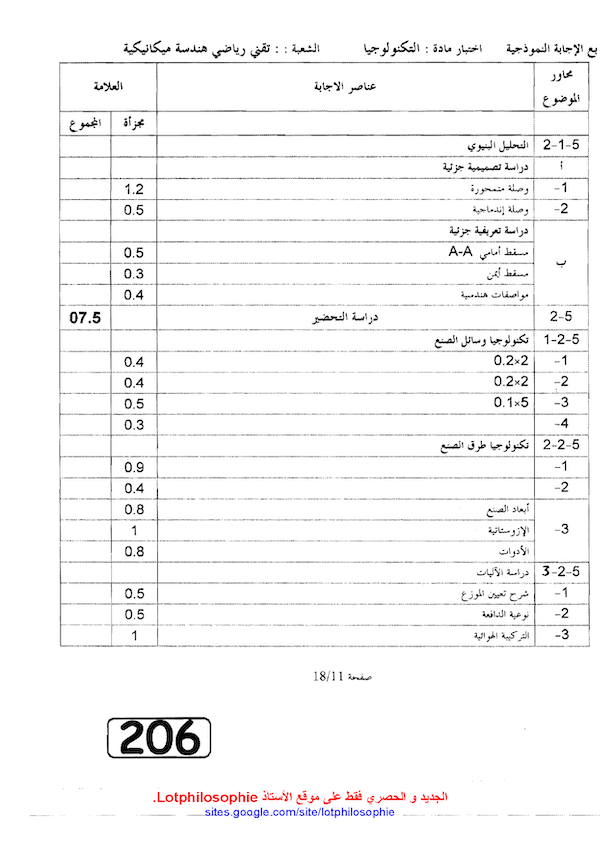 بع الإجابة النموذجية اختبار مادة : التكنولوجيا الشعبة : : تقني رياضي هندسة ميكانيكية
محاور الموضوع عناصر الاجابة العلامة
مجزأة المجموع
2-1-5 التحليل البنيوي
أ دراسة تصميمية جزئية
1- وصلة متمحورة 1.2
2- وصلة إندماجية 0.5
ب دراسة تعريفية جزئية
مسقط أمامي A-A 0.5
مسقط أيمن 0.3
مواصفات هندسية 0.4
2-5 دراسة التحضير 07.5
1-2-5 تكنولوجيا وسائل الصنع
1- 0.2×2 0.4
2- 0.2×2 0.4
3- 0.1×5 0.5
4- 0.3
2-2-5 تكنولوجيا طرق الصنع
1- 0.9
2- 0.4
3- أبعاد الصنع 0.8
الإزوستاتية 1
الأدوات 0.8
3-2-5 دراسة الآليات
1- شرح تعيين الموزع 0.5
2- نوعية الدافعة 0.5
3- التركيبة الهوائية 1
صفحة 18/11
206
الجديد و الحصري فقط على موقع الأستاذ Lotphilosophie.
sites.google.com/site/lotphilosophie